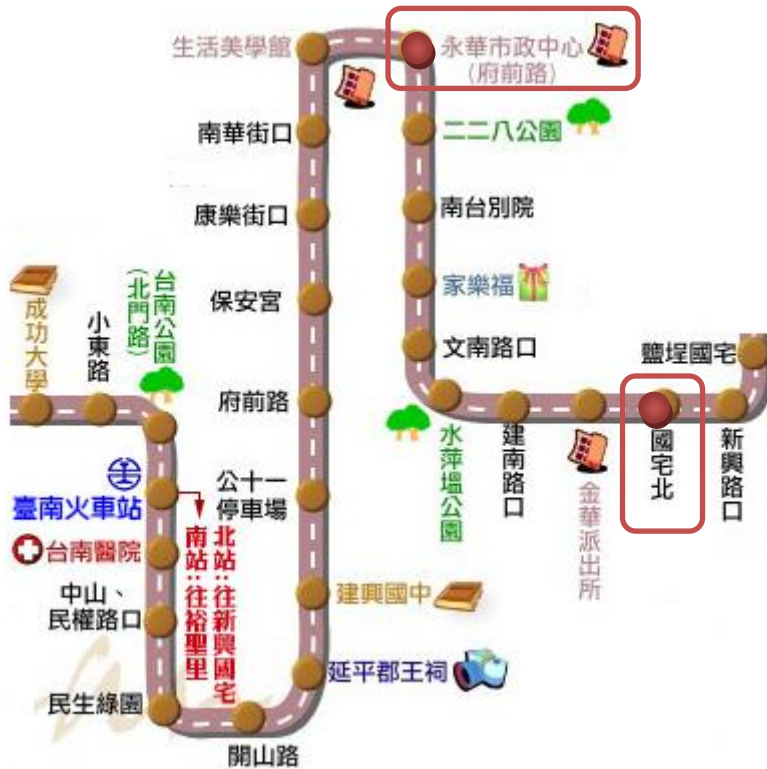 生活美學館
永華市政中心
(府前路)
南華街口
二二八公園
康樂街口
南台別院
保安宮
家樂福
文南路口
鹽埕國宅
成功大學
小東路
台南公園
(北門路)
府前路
水萍塭公園
建南路口
金華派出所
國宅北
新興路口
臺南火車站
公十一
停車場
北站:往新興國宅
南站:往裕聖里
台南醫院
中山、
民權路口
建興國中
延平郡王祠
民生綠園
開山路